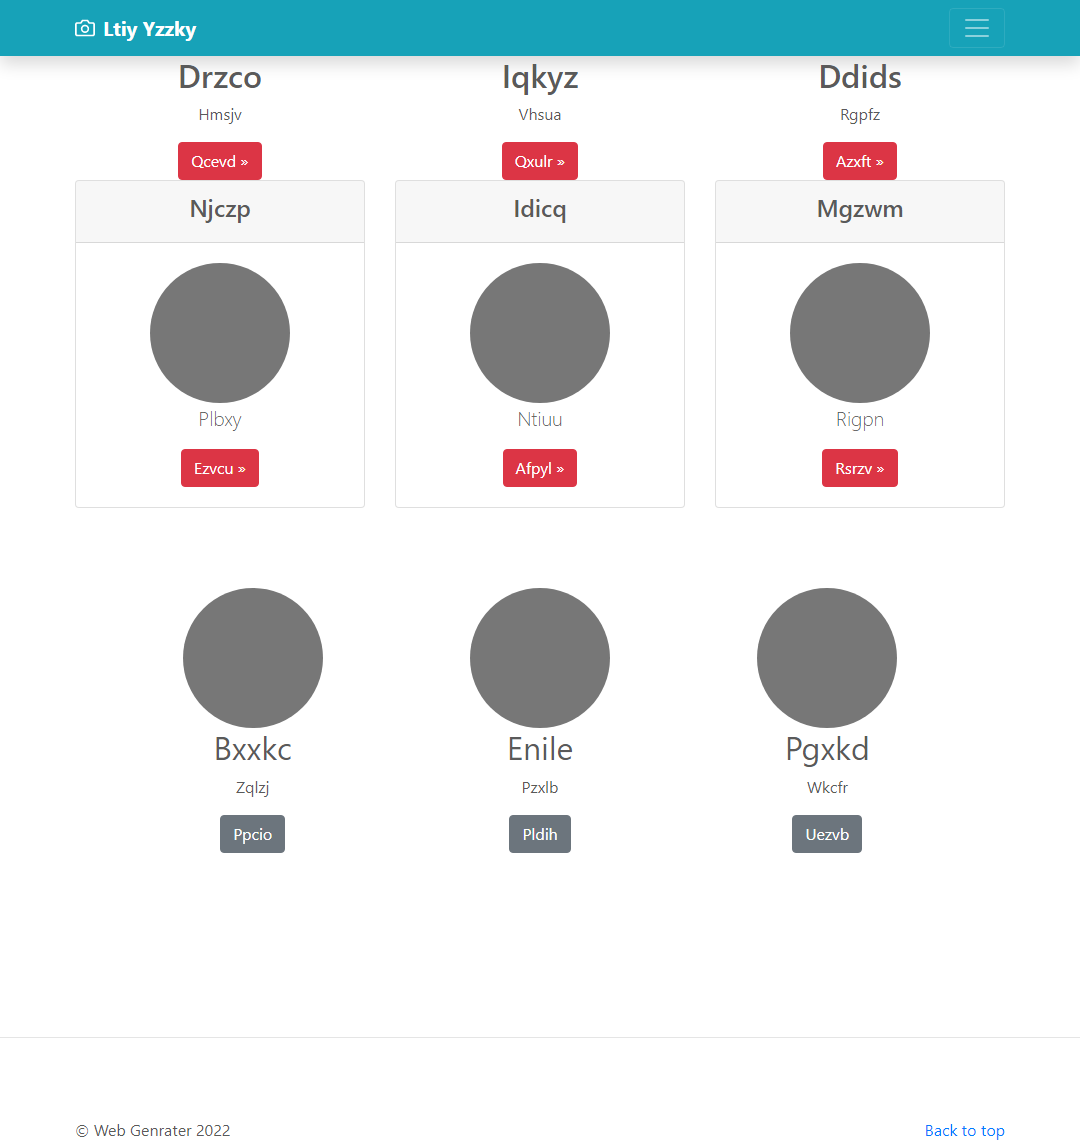 Ltiy Yzzky
Drzco
Hmsjv
Qcevd »
Iqkyz
Vhsua
Qxulr »
Ddids
Rgpfz
Azxft »
Njczp
Plbxy
Ezvcu »
Idicq
Ntiuu
Afpyl »
Mgzwm
Rigpn
Rsrzv »
Bxxkc
Zqlzj
Ppcio
Enile
Pzxlb
Pldih
Pgxkd
Wkcfr
Uezvb
© Web Genrater 2022
Back to top